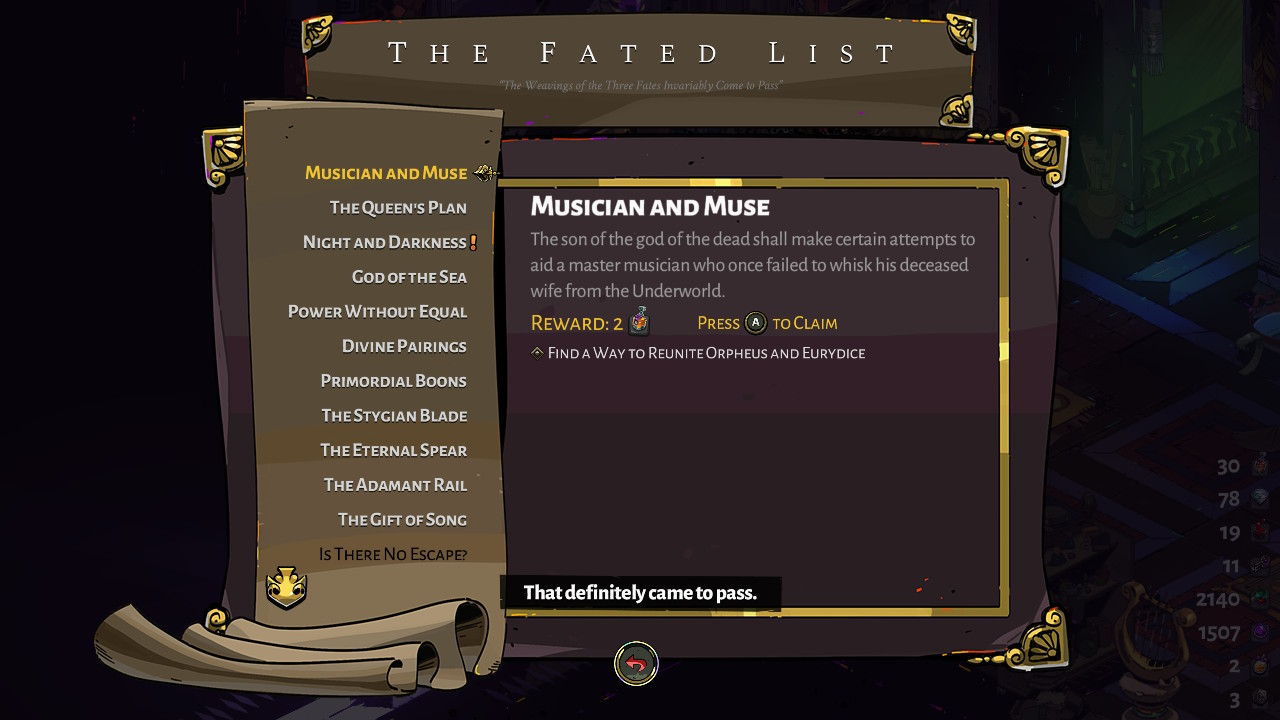 THE FATED LIST
"The Weavings of the Three Fates Invariably Come to Pass"
MUSICIAN AND MUSE
THE QUEEN'S PLAN
NIGHT AND DARKNESS!
GOD OF THE SEA
POWER WITHOUT EQUAL
DIVINE PAIRINGS
PRIMORDIAL BOONS
THE STYGIAN BLADE
THE ETERNAL SPEAR
THE ADAMANT RAIL
THE GIFT OF SONG
IS THERE NO ESCAPE?
MUSICIAN AND MUSE
The son of the god of the dead shall make certain attempts to
aid a master musician who once failed to whisk his deceased
wife from the Underworld.
REWARD: 2 PRESS A TO CLAIM
FIND A WAY TO REUNITE ORPHEUS AND EURYDICE
That definitely came to pass.
30
78
19
11
2140
1507
2
3